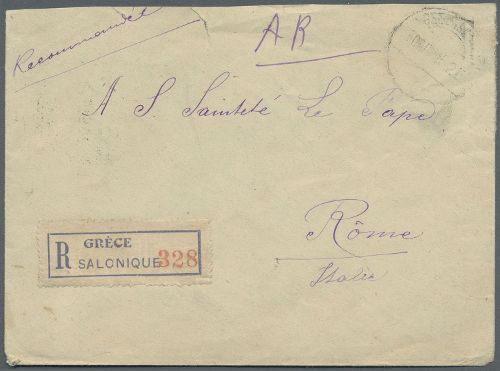 Recommandée
AR
A S. Sainteté Le Pape
Rôme
Italie
R GRÈCE
SALONIQUE 328